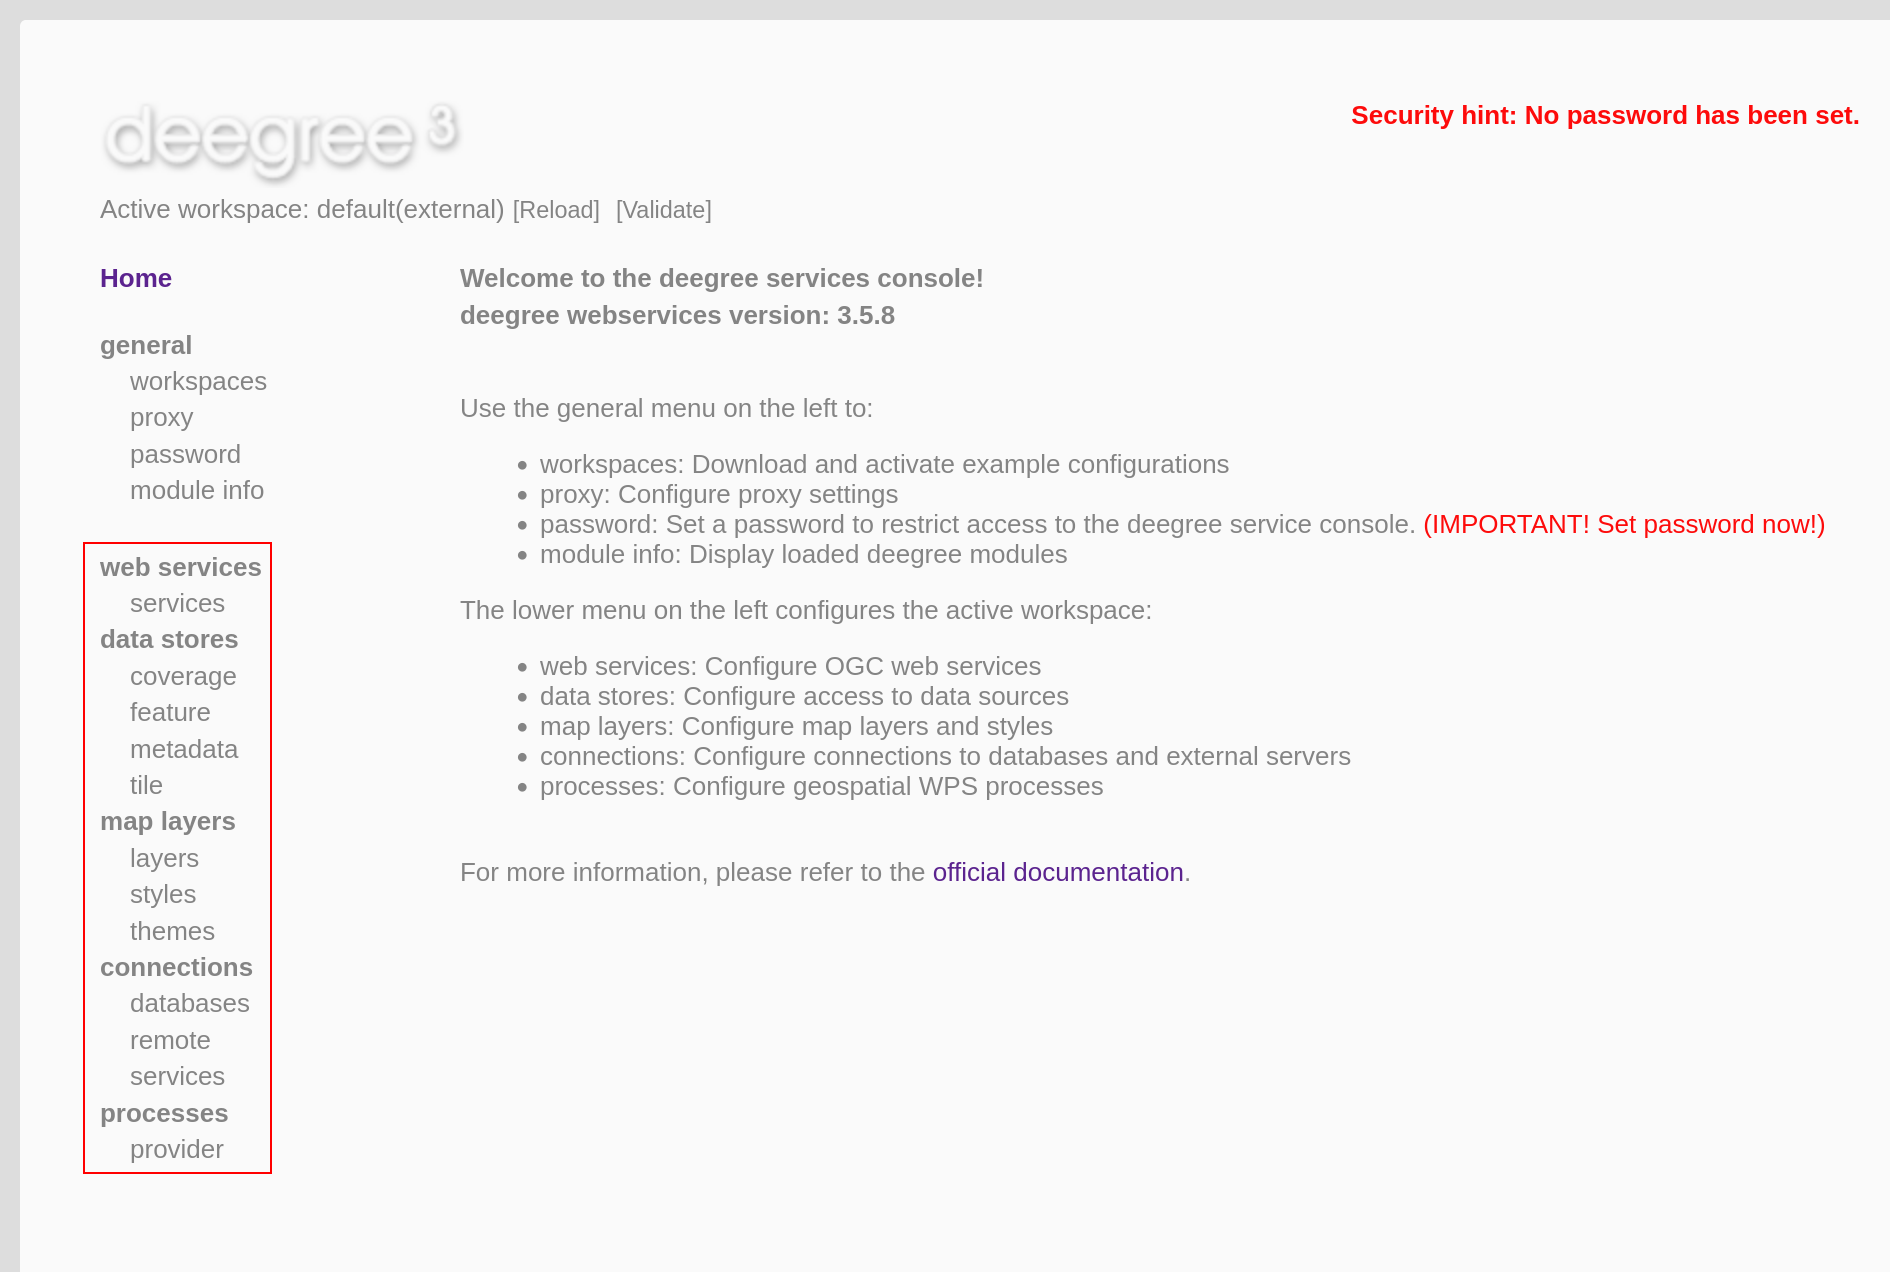 deegree 3
Security hint: No password has been set.
Active workspace: default(external) [Reload] [Validate]
Home
general
workspaces
proxy
password
module info
web services
services
data stores
coverage
feature
metadata
tile
map layers
layers
styles
themes
connections
databases
remote
services
processes
provider
Welcome to the deegree services console!
deegree webservices version: 3.5.8
Use the general menu on the left to:
• workspaces: Download and activate example configurations
• proxy: Configure proxy settings
• password: Set a password to restrict access to the deegree service console. (IMPORTANT! Set password now!)
• module info: Display loaded deegree modules
The lower menu on the left configures the active workspace:
• web services: Configure OGC web services
• data stores: Configure access to data sources
• map layers: Configure map layers and styles
• connections: Configure connections to databases and external servers
• processes: Configure geospatial WPS processes
For more information, please refer to the official documentation.